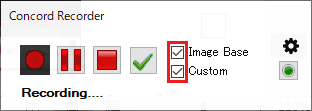 Concord Recorder
Image Base
Custom
Recording....